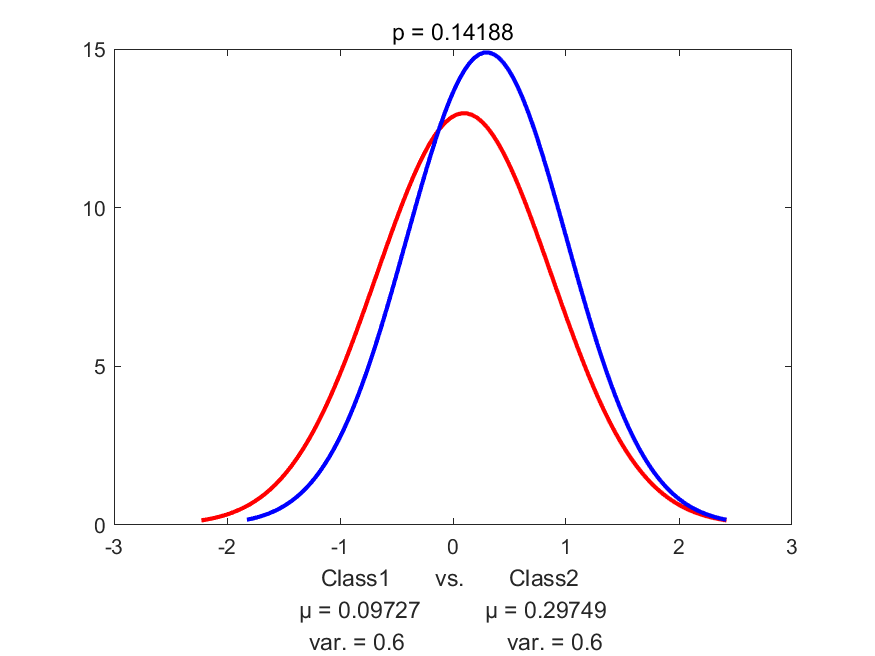 p = 0.14188
15
10
5
0
-3 -2 -1 0 1 2 3
Class1 vs. Class2
μ = 0.09727 μ = 0.29749
var. = 0.6 var. = 0.6